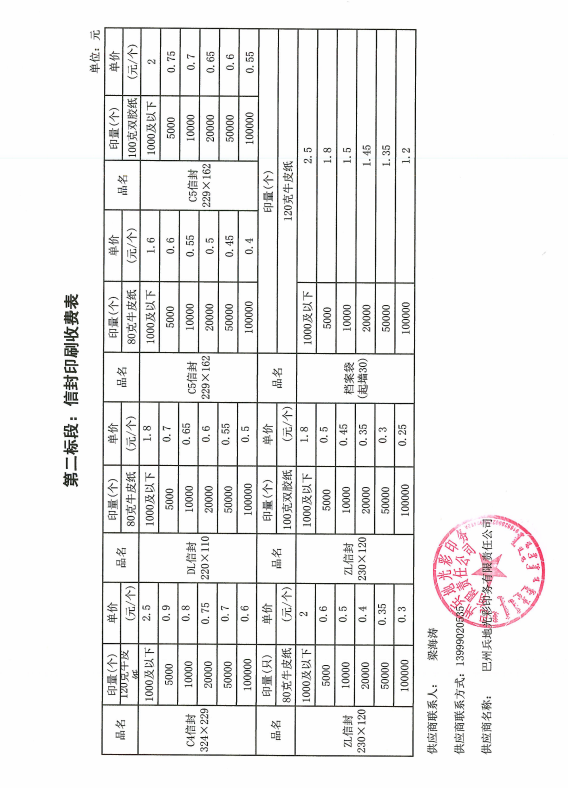 第二标段：信封印刷收费表
单位：元
品名 印量(个) 单价 品名 印量(个) 单价 品名 印量(个) 单价 品名 印量(个) 单价
120克牛皮纸 (元/个) 80克牛皮纸 (元/个) 80克牛皮纸 (元/个) 100克双胶纸 (元/个)
C4信封 324×229 1000及以下 2.5 DL信封 220×110 1000及以下 1.8 C5信封 229×162 1000及以下 1.6 C5信封 229×162 1000及以下 2
5000 0.9 5000 0.7 5000 0.6 5000 0.75
10000 0.8 10000 0.65 10000 0.55 10000 0.7
20000 0.75 20000 0.6 20000 0.5 20000 0.65
50000 0.7 50000 0.55 50000 0.45 50000 0.6
100000 0.6 100000 0.5 100000 0.4 100000 0.55
品名 印量(只) 单价 品名 印量(个) 单价 品名 印量(个)
80克牛皮纸 (元/个) 100克双胶纸 (元/个) 120克牛皮纸
ZL信封 230×120 1000及以下 2 ZL信封 230×120 1000及以下 1.8 档案袋 (起墙30) 1000及以下 2.5
5000 0.6 5000 0.5 5000 1.8
10000 0.5 10000 0.45 10000 1.5
20000 0.4 20000 0.35 20000 1.45
50000 0.35 50000 0.3 50000 1.35
100000 0.3 100000 0.25 100000 1.2
供应商联系人： 梁海涛
供应商联系方式：13999020535
供应商名称： 巴州兵地光彩印务有限责任公司